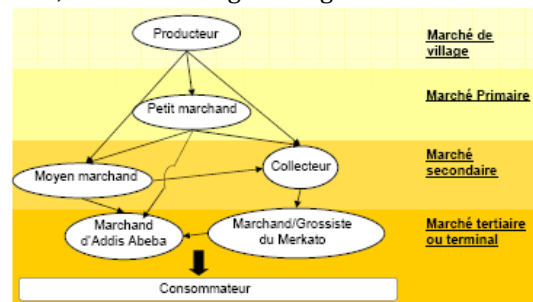 Producteur
Marché de
village
Petit marchand
Marché Primaire
Moyen marchand
Collecteur
Marché
secondaire
Marchand
d'Addis Abeba
Marchand/Grossiste
du Merkato
Marché tertiaire
ou terminal
Consommateur